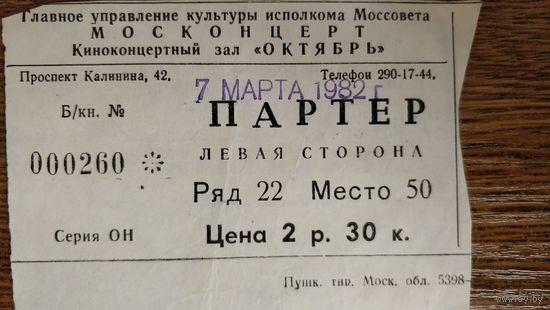 Главное управление культуры исполкома Моссовета
МОСКОНЦЕРТ
Киноконцертный зал «ОКТЯБРЬ»
Проспект Калинина, 42. Телефон 290-17-44,
7 МАРТА 1982 г.
Б/кн. № ПАРТЕР
000260 ЛЕВАЯ СТОРОНА
Ряд 22 Место 50
Серия ОН Цена 2 р. 30 к.
Пушк. тип. Моск. обл. 5398-